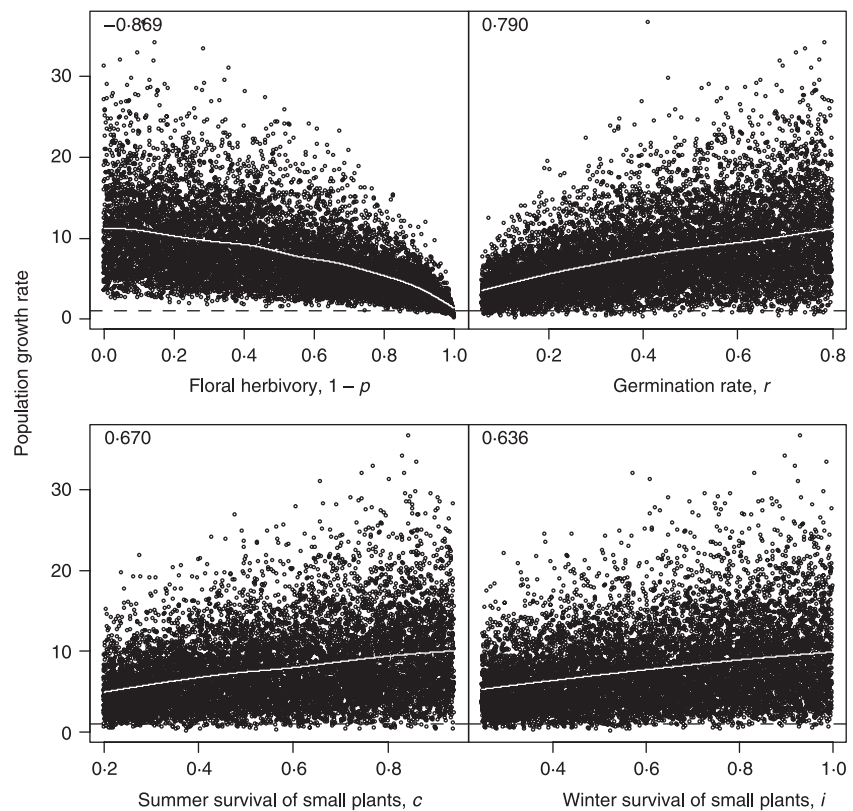 −0·869
0·790
30
20
10
0
0·0 0·2 0·4 0·6 0·8 1·0
0·2 0·4 0·6 0·8
Floral herbivory, 1 – p
Germination rate, r
Population growth rate
0·670
0·636
30
20
10
0
0·2 0·4 0·6 0·8
0·4 0·6 0·8 1·0
Summer survival of small plants, c
Winter survival of small plants, i